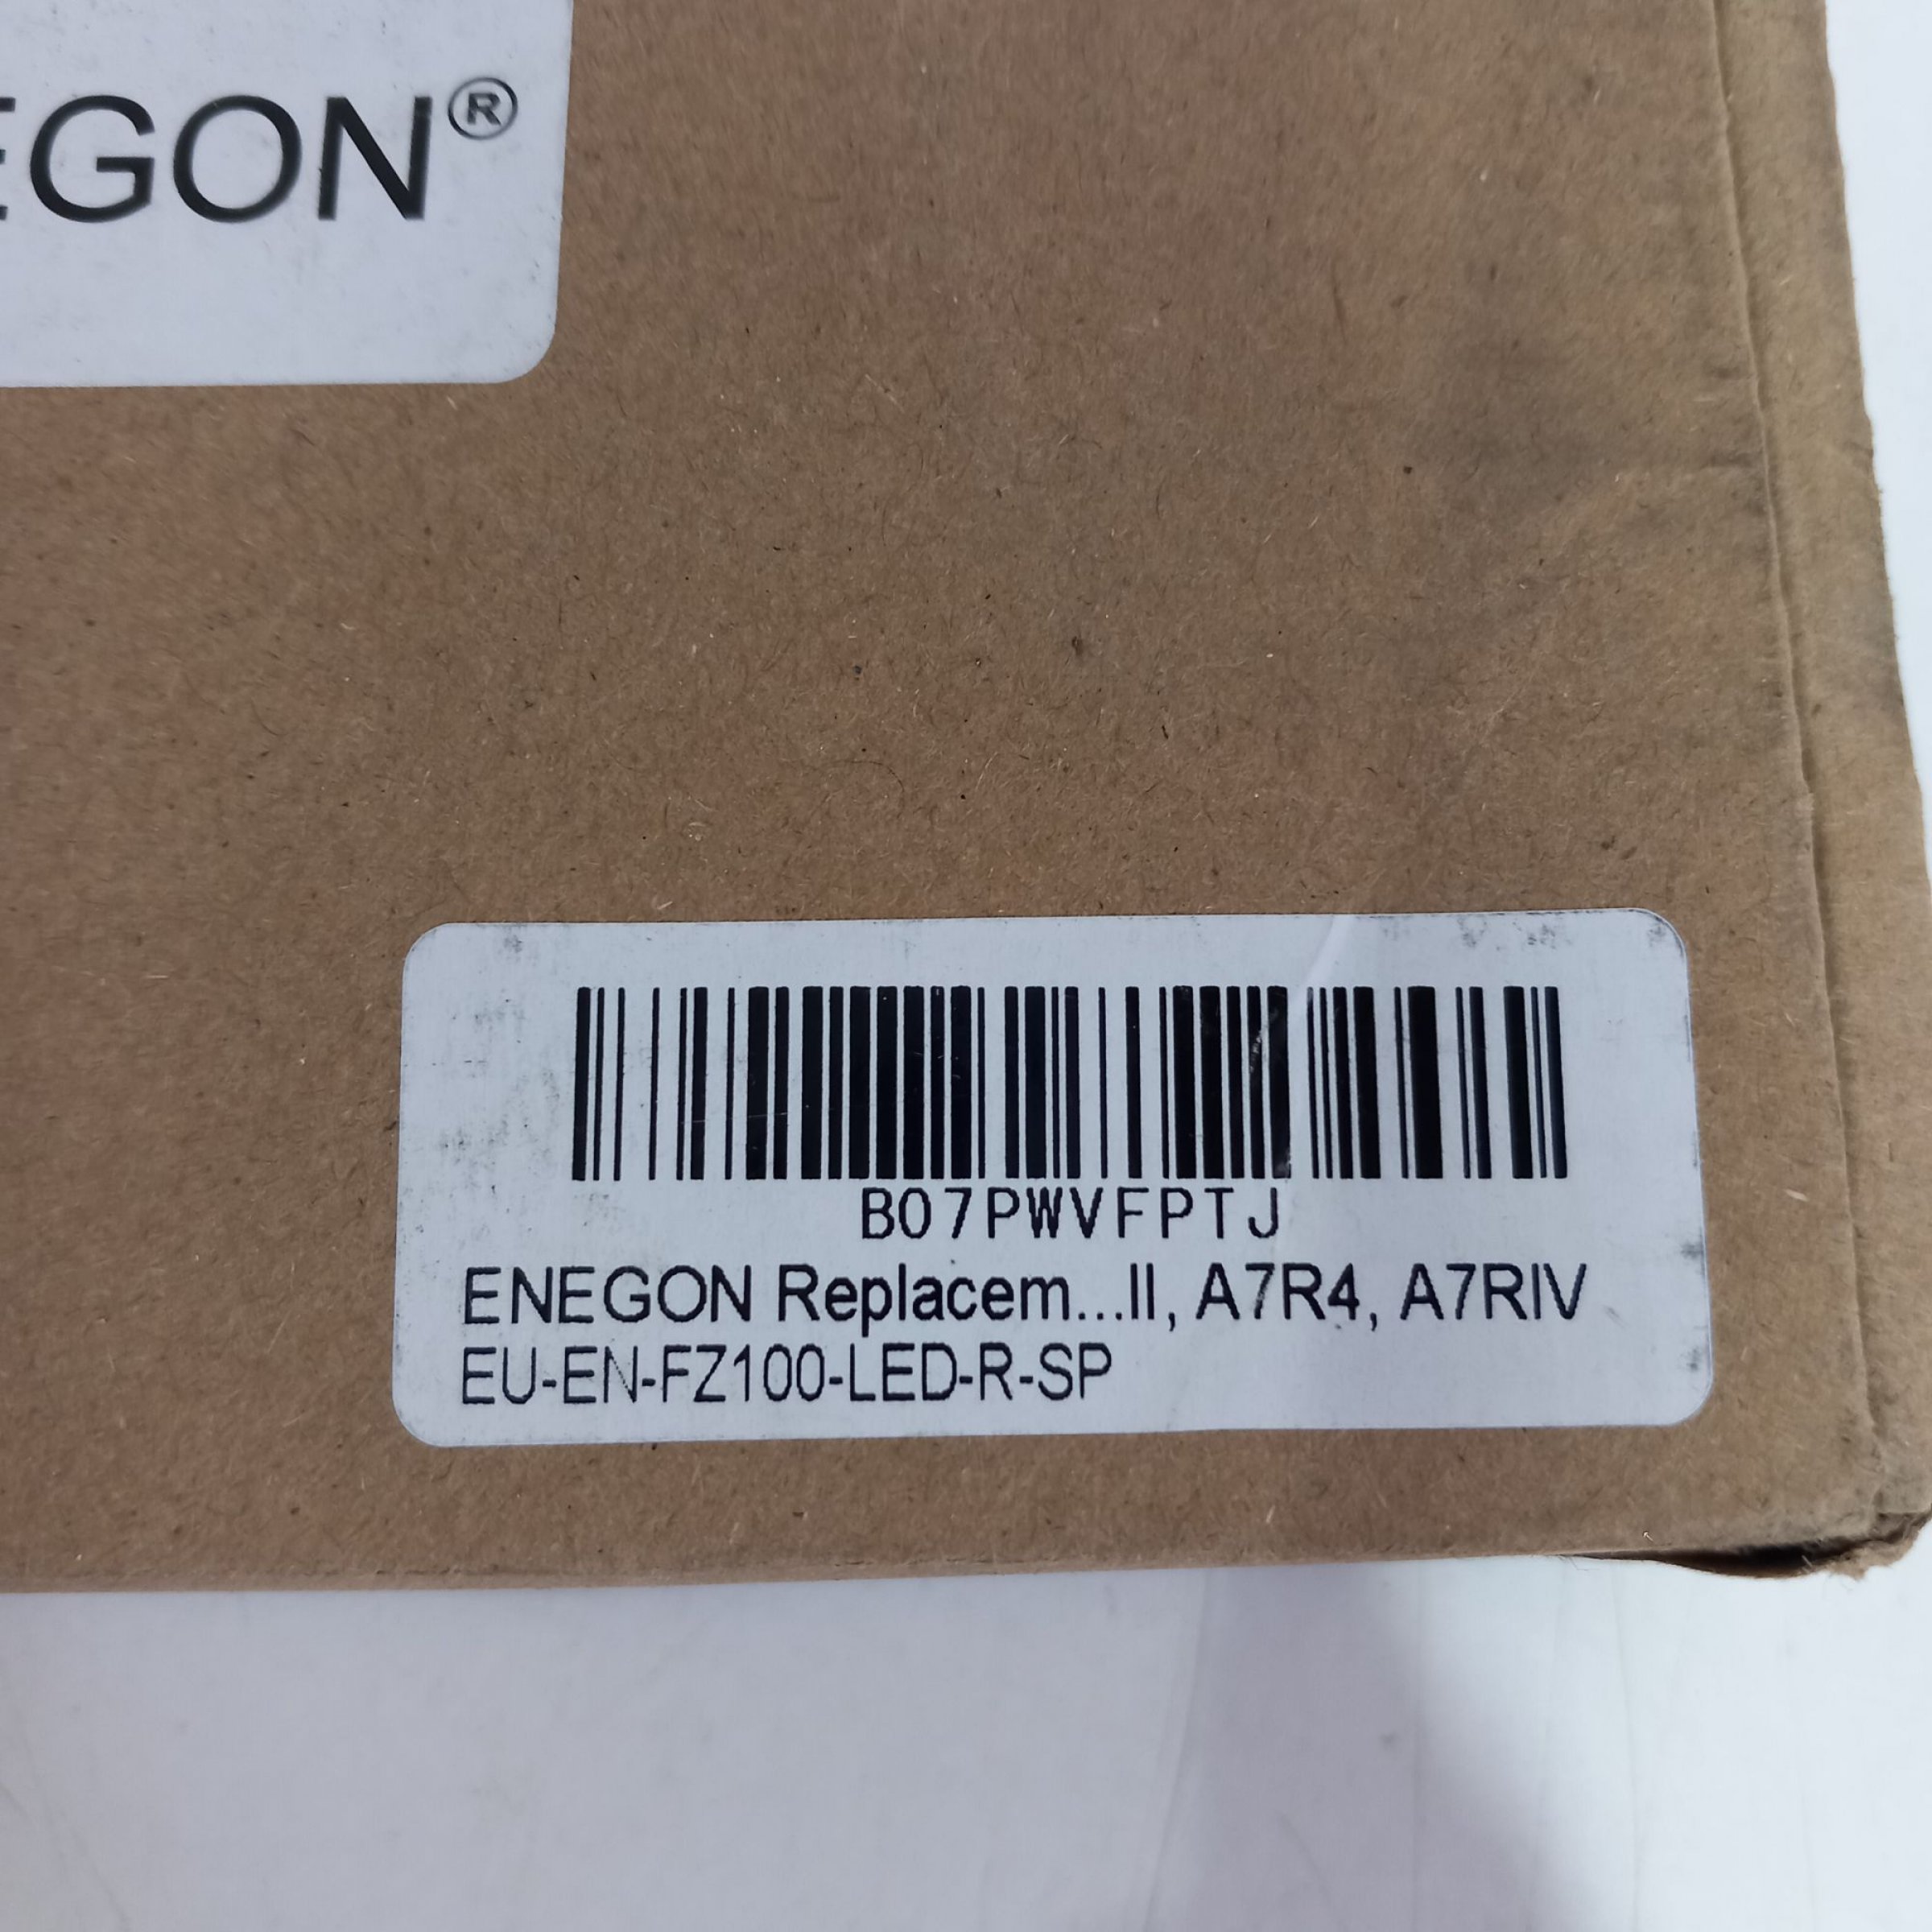 EGON®
B07PWVFPTJ
ENEGON Replacem...II, A7R4, A7RIV
EU-EN-FZ100-LED-R-SP